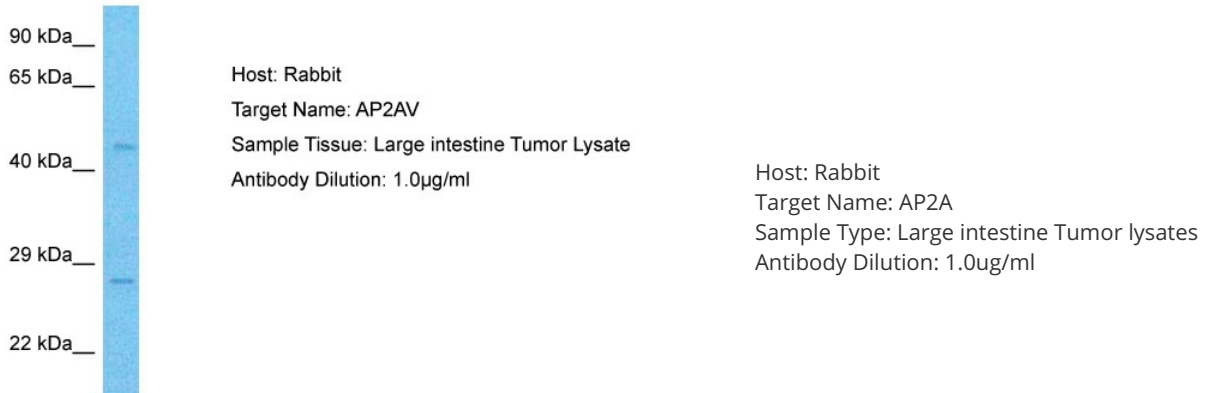 90 kDa__
65 kDa__
40 kDa__
29 kDa__
22 kDa__
Host: Rabbit
Target Name: AP2AV
Sample Tissue: Large intestine Tumor Lysate
Antibody Dilution: 1.0µg/ml
Host: Rabbit
Target Name: AP2A
Sample Type: Large intestine Tumor lysates
Antibody Dilution: 1.0ug/ml